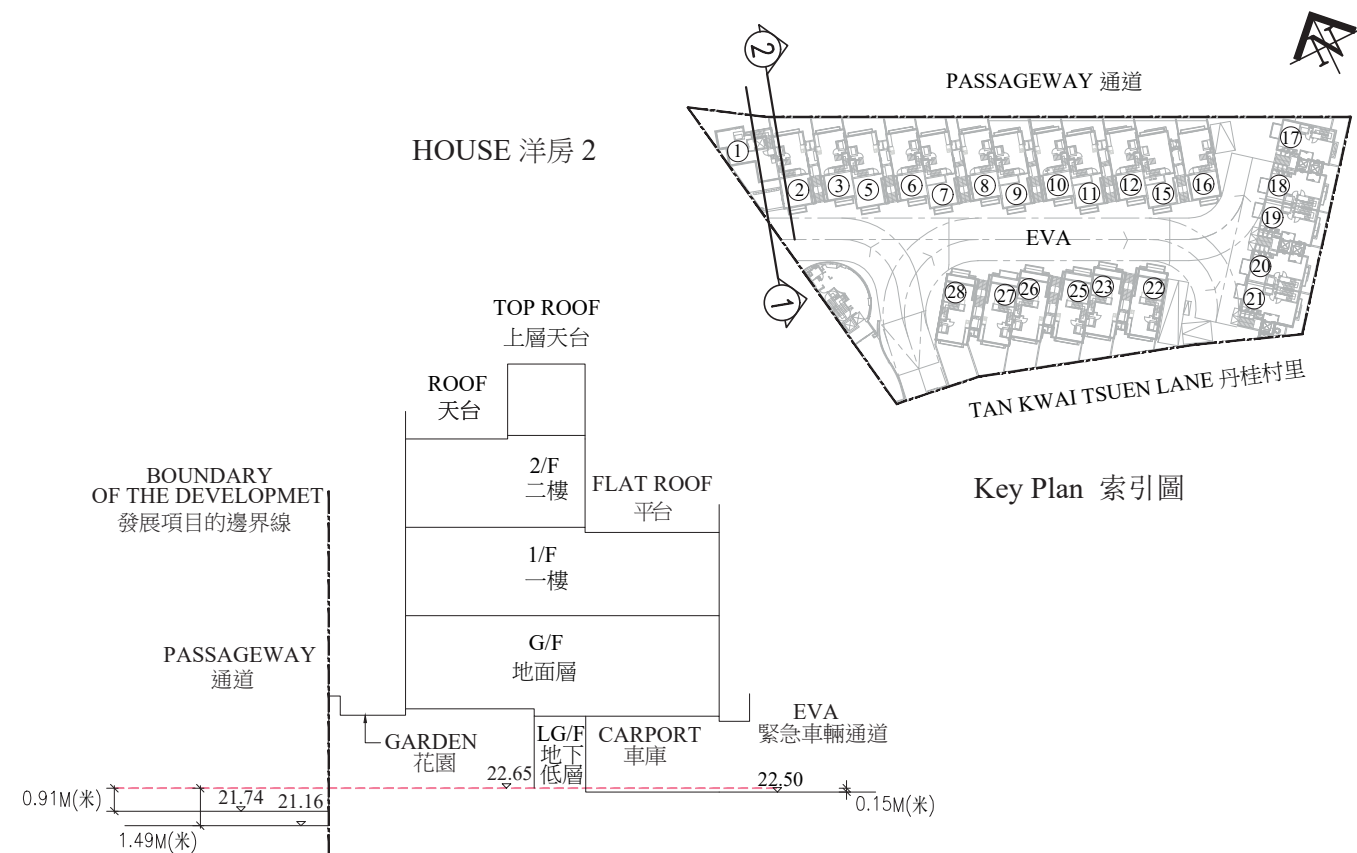 HOUSE 洋房 2
2
PASSAGEWAY 通道
N
1
2
3
5
6
7
8
9
10
11
12
15
16
17
18
19
20
21
EVA
28
27
26
25
23
22
1
TAN KWAI TSUEN LANE 丹桂村里
Key Plan 索引圖
TOP ROOF
上層天台
ROOF
天台
2/F
二樓
FLAT ROOF
平台
BOUNDARY
OF THE DEVELOPMET
發展項目的邊界線
1/F
一樓
G/F
地面層
PASSAGEWAY
通道
GARDEN
花園
LG/F
地下
低層
CARPORT
車庫
EVA
緊急車輛通道
22.65
22.50
0.91M(米)
21.74
21.16
0.15M(米)
1.49M(米)